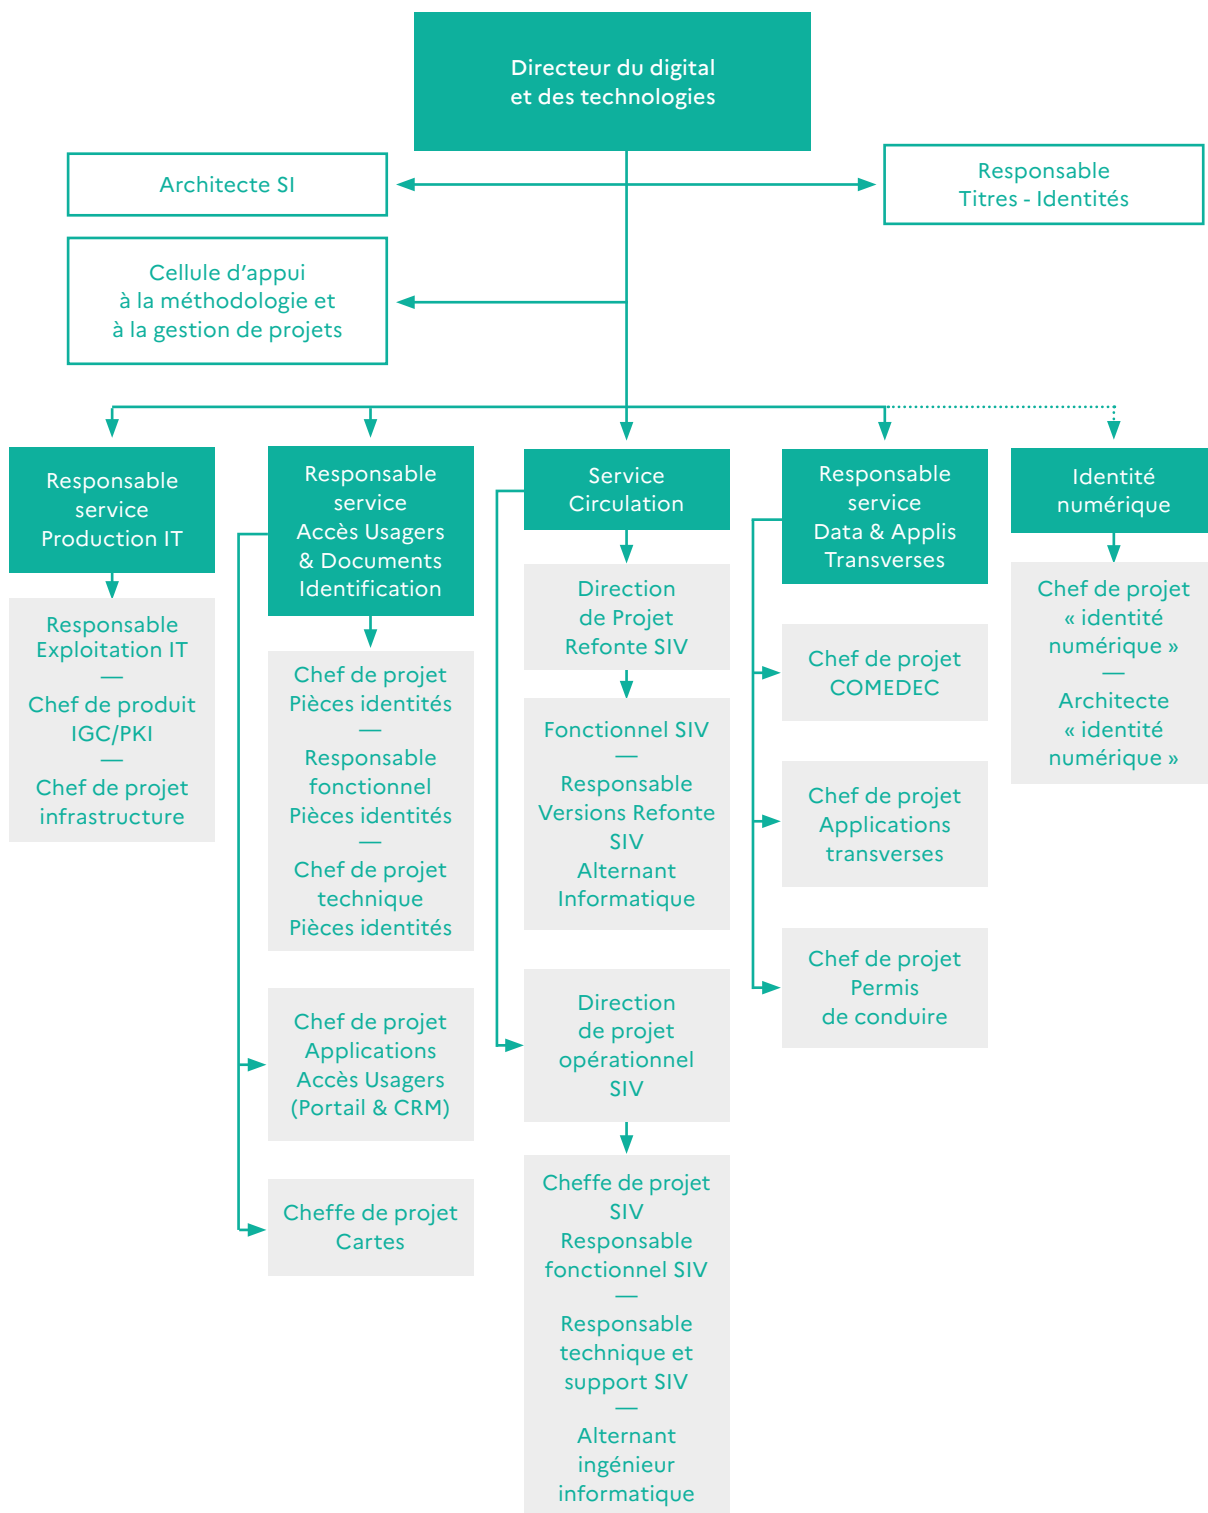 Directeur du digital
et des technologies
Architecte SI
Responsable
Titres - Identités
Cellule d’appui
à la méthodologie et
à la gestion de projets
Responsable
service
Production IT
Responsable
Exploitation IT
—
Chef de produit
IGC/PKI
—
Chef de projet
infrastructure
Responsable
service
Accès Usagers
& Documents
Identification
Chef de projet
Pièces identités
—
Responsable
fonctionnel
Pièces identités
—
Chef de projet
technique
Pièces identités
Chef de projet
Applications
Accès Usagers
(Portail & CRM)
Cheffe de projet
Cartes
Service
Circulation
Direction
de Projet
Refonte SIV
Fonctionnel SIV
—
Responsable
Versions Refonte
SIV
Alternant
Informatique
Direction
de projet
opérationnel
SIV
Cheffe de projet
SIV
Responsable
fonctionnel SIV
—
Responsable
technique et
support SIV
—
Alternant
ingénieur
informatique
Responsable
service
Data & Applis
Transverses
Chef de projet
COMEDEC
Chef de projet
Applications
transverses
Chef de projet
Permis
de conduire
Identité
numérique
Chef de projet
« identité
numérique »
—
Architecte
« identité
numérique »